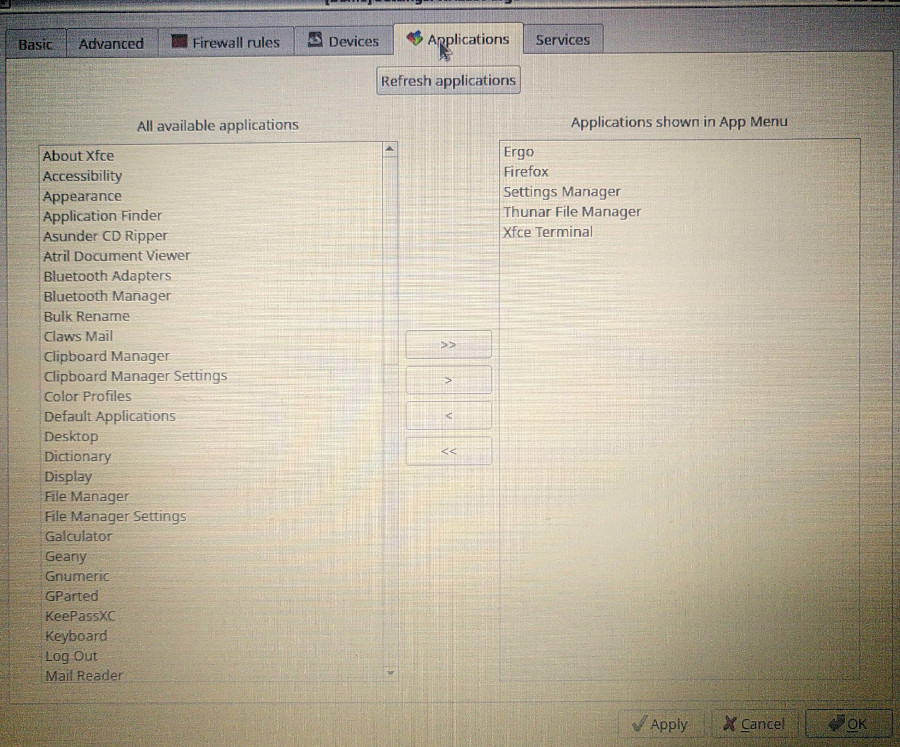 Basic
Advanced
Firewall rules
Devices
Applications
Services
Refresh applications
All available applications
About Xfce
Accessibility
Appearance
Application Finder
Asunder CD Ripper
Atril Document Viewer
Bluetooth Adapters
Bluetooth Manager
Bulk Rename
Claws Mail
Clipboard Manager
Clipboard Manager Settings
Color Profiles
Default Applications
Desktop
Dictionary
Display
File Manager
File Manager Settings
Galculator
Geany
Gnumeric
GParted
KeePassXC
Keyboard
Log Out
Mail Reader
>>
>
<
<<
Applications shown in App Menu
Ergo
Firefox
Settings Manager
Thunar File Manager
Xfce Terminal
Apply
Cancel
OK